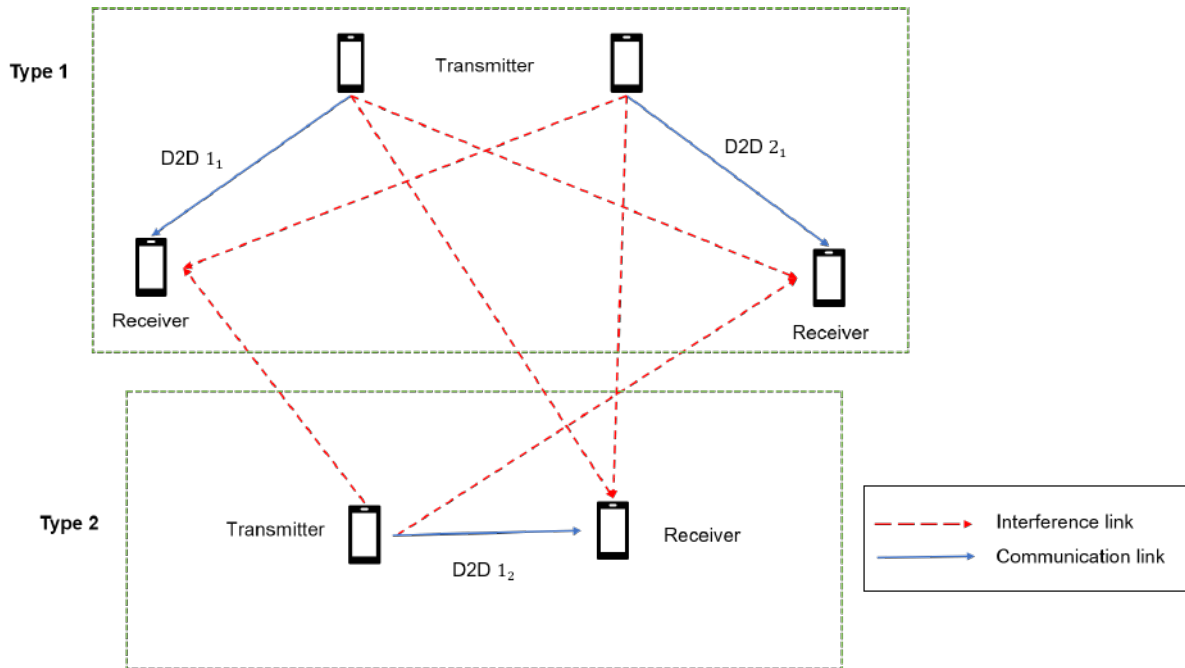 Type 1
Transmitter
D2D 1₁
D2D 2₁
Receiver
Receiver
Type 2
Transmitter
Receiver
D2D 1₂
Interference link
Communication link